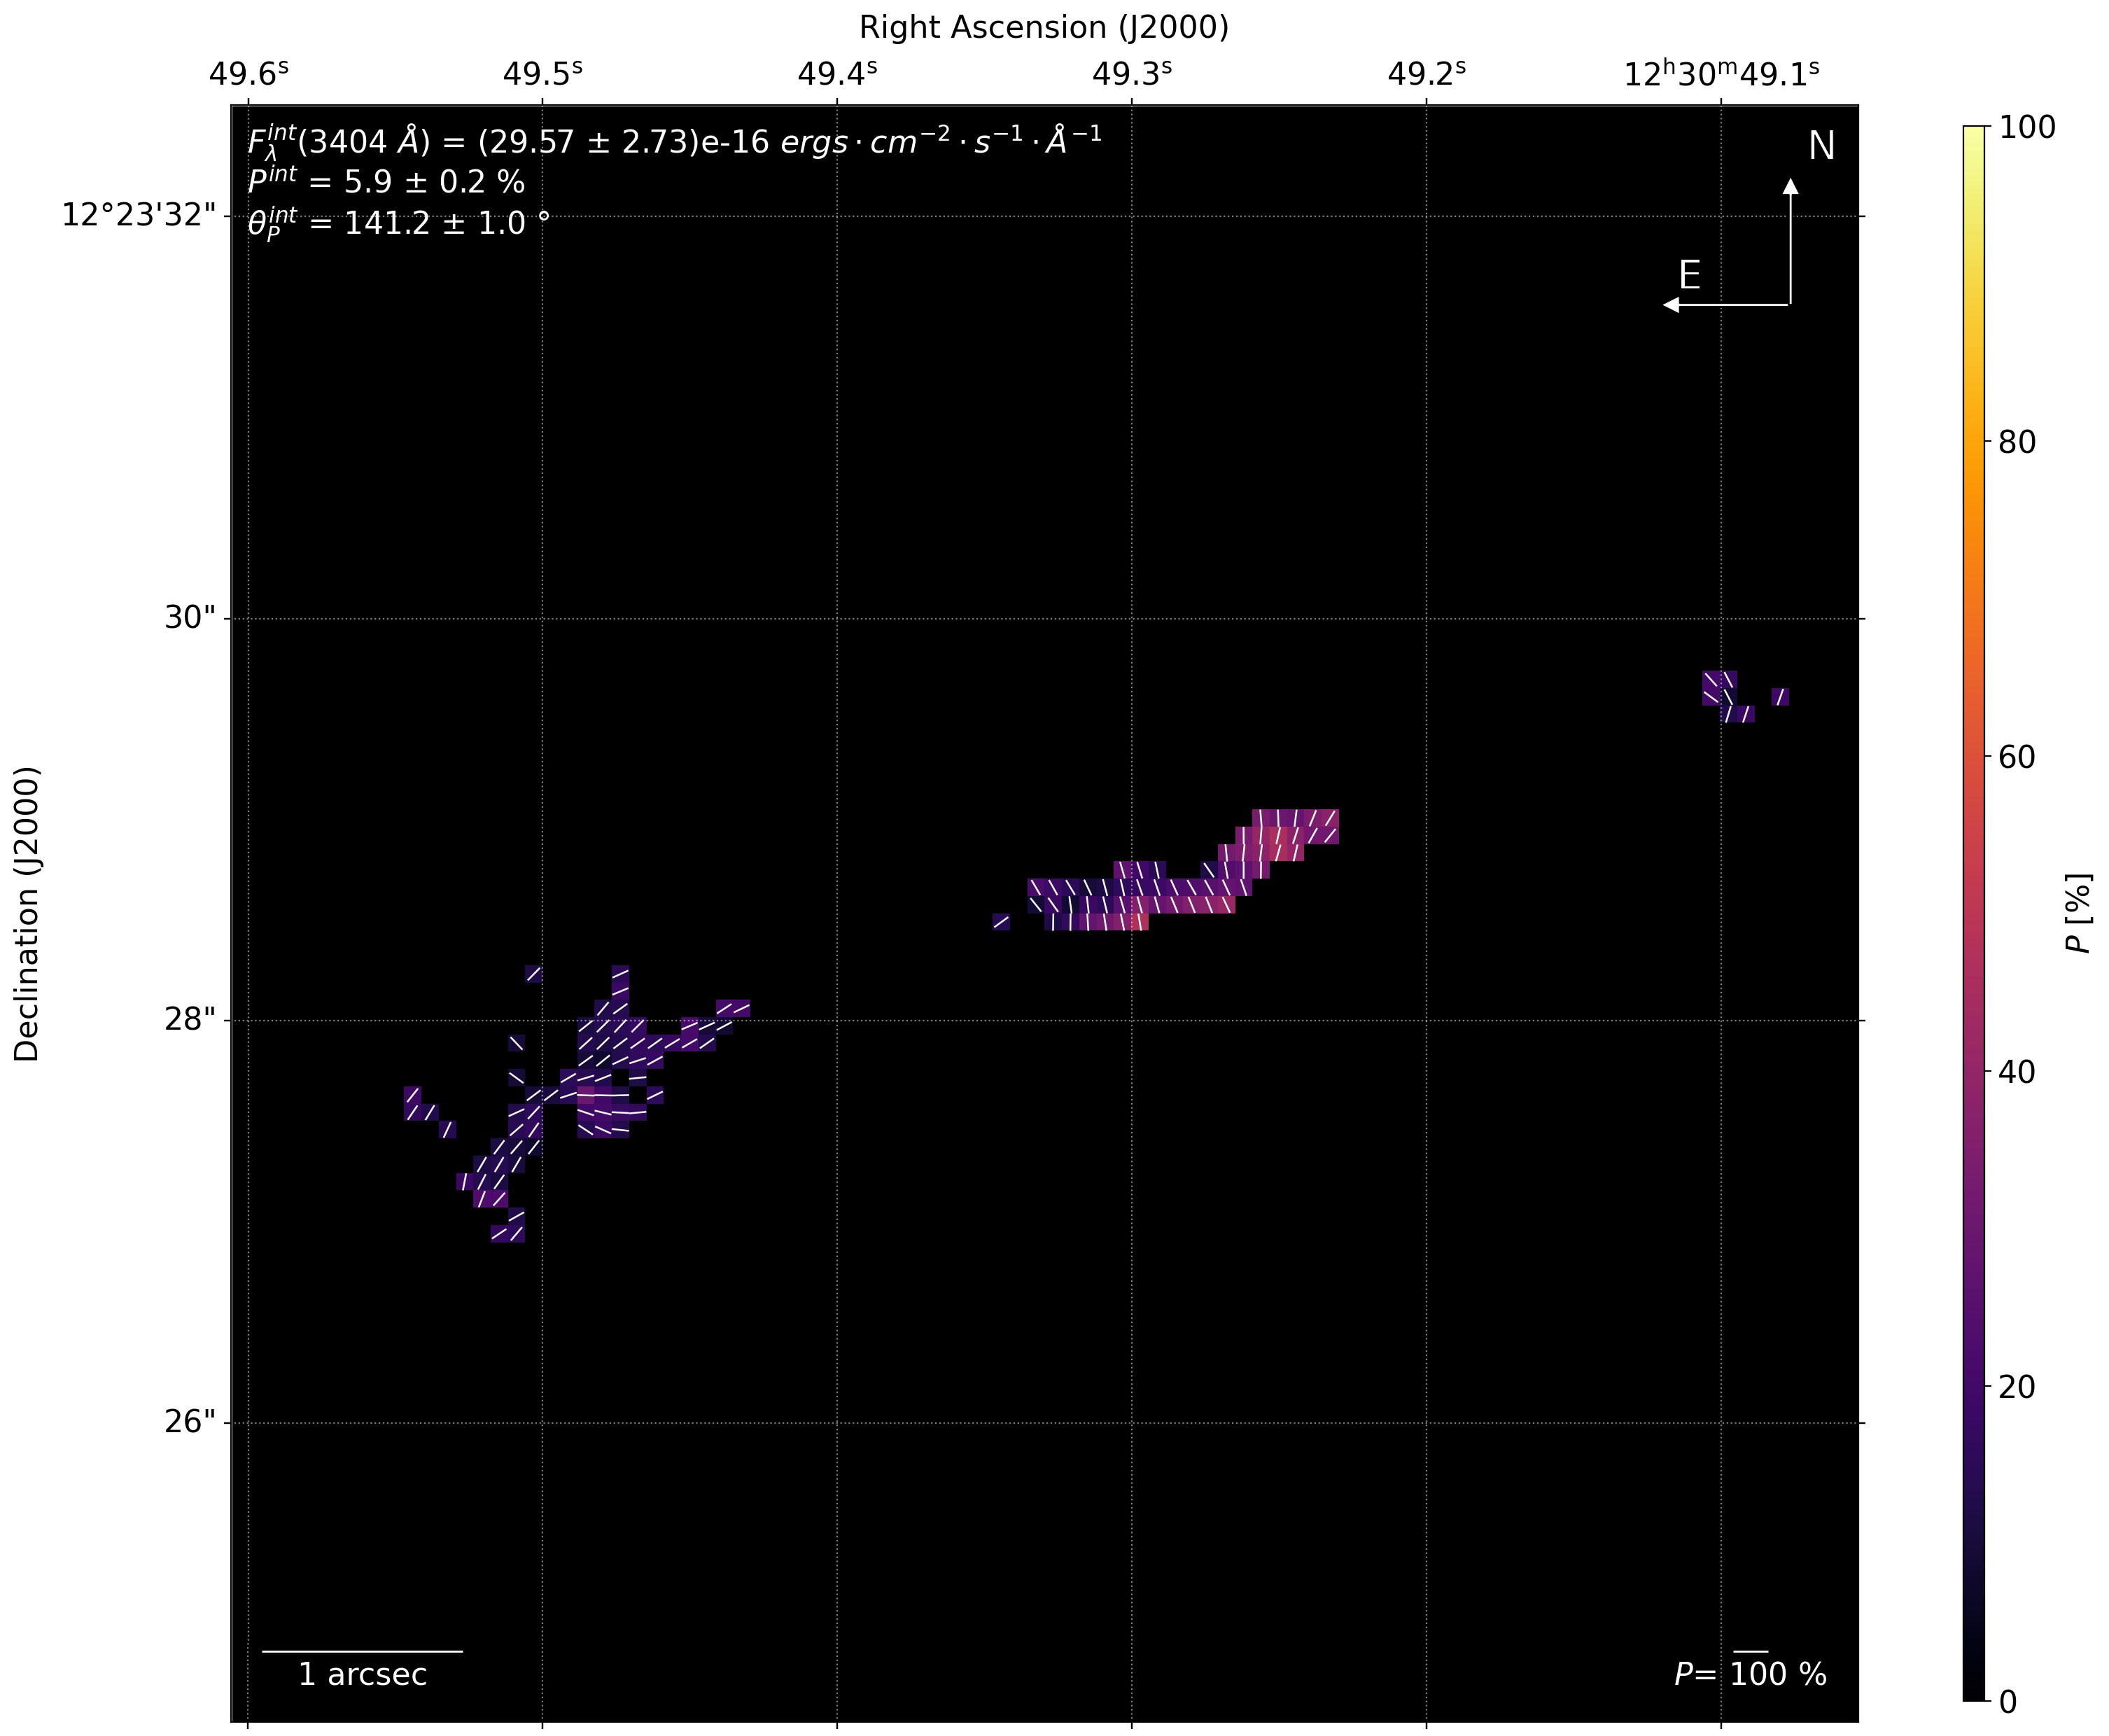 Right Ascension (J2000)
49.6ˢ 49.5ˢ 49.4ˢ 49.3ˢ 49.2ˢ 12ʰ30ᵐ49.1ˢ
F_λ^int(3404 Å) = (29.57 ± 2.73)e-16 ergs · cm⁻² · s⁻¹ · Å⁻¹
P^int = 5.9 ± 0.2 %
θ_P^int = 141.2 ± 1.0 °
N
E
12°23'32"
30"
28"
26"
Declination (J2000)
1 arcsec
P= 100 %
100
80
60
40
20
0
P [%]